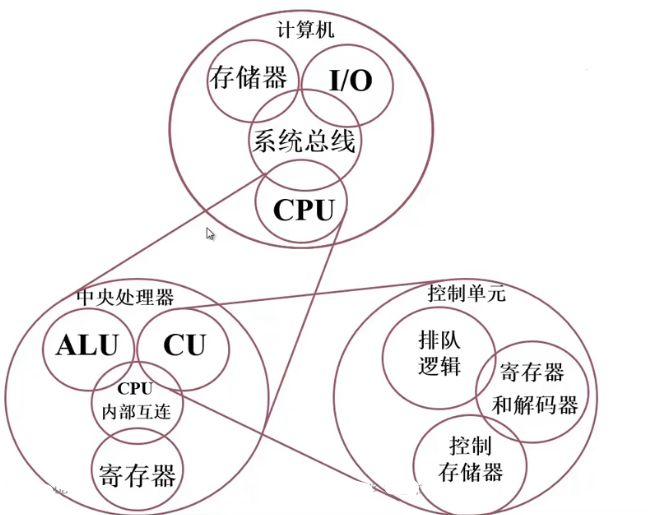 计算机
存储器
I/O
系统总线
CPU
中央处理器
ALU
CU
CPU
内部互连
寄存器
控制单元
排队
逻辑
寄存器
和解码器
控制
存储器